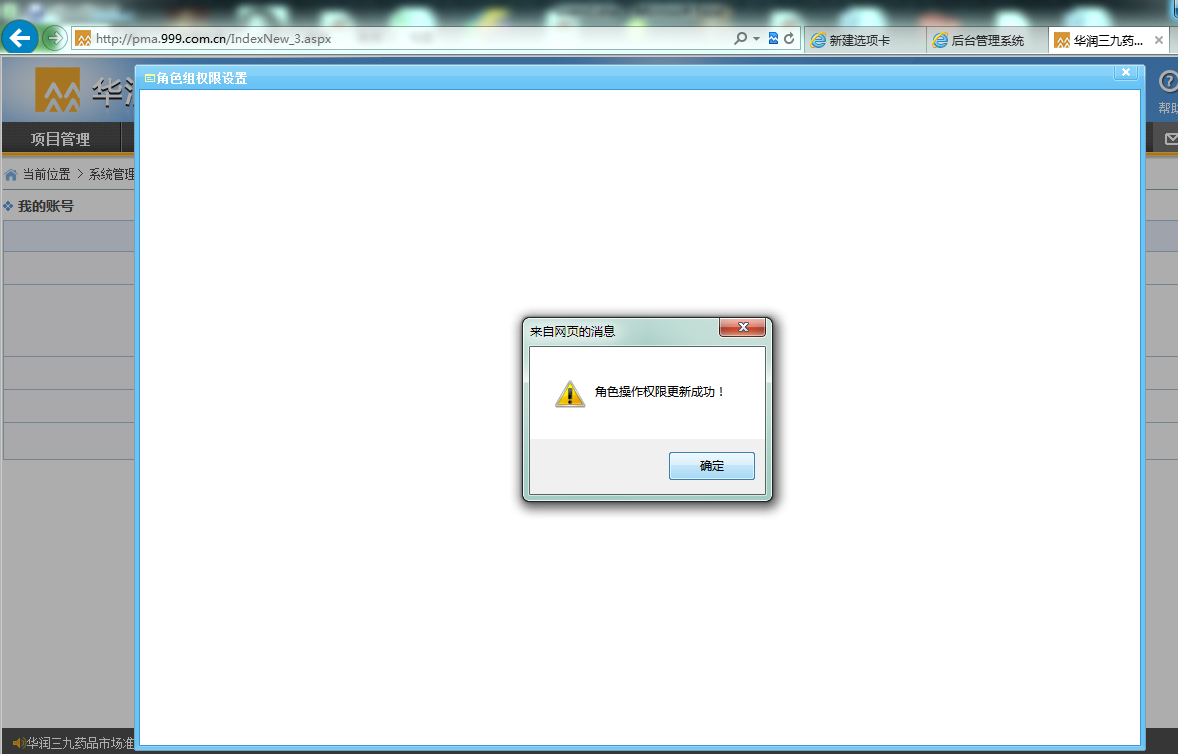 http://pma.999.com.cn/IndexNew_3.aspx
新建选项卡
后台管理系统
华润三九药...
角色组权限设置
华
帮助
项目管理
当前位置 > 系统管理
我的账号
来自网页的消息
角色操作权限更新成功！
确定
华润三九药品市场准